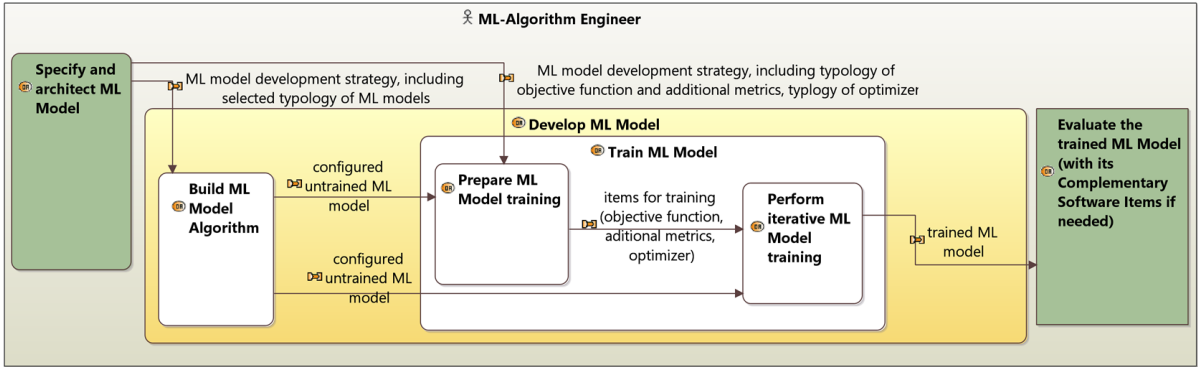 ML-Algorithm Engineer
Specify and
architect ML
Model
ML model development strategy, including
selected typology of ML models
ML model development strategy, including typology of
objective function and additional metrics, typlogy of optimizer
Develop ML Model
Train ML Model
Build ML
Model
Algorithm
configured
untrained ML
model
configured
untrained ML
model
Prepare ML
Model training
items for training
(objective function,
aditional metrics,
optimizer)
Perform
iterative ML
Model
training
trained ML
model
Evaluate the
trained ML Model
(with its
Complementary
Software Items if
needed)